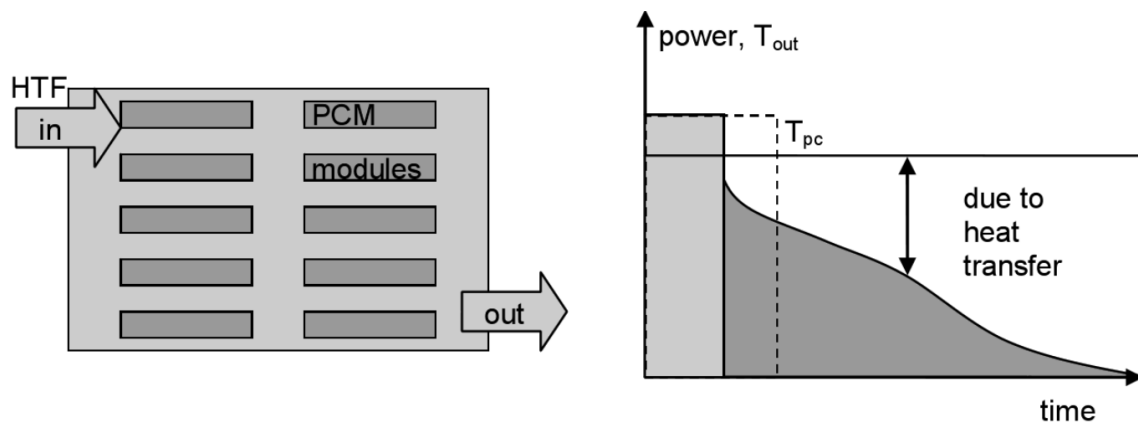 HTF
in
PCM
modules
out
power, T_out
T_pc
due to
heat
transfer
time